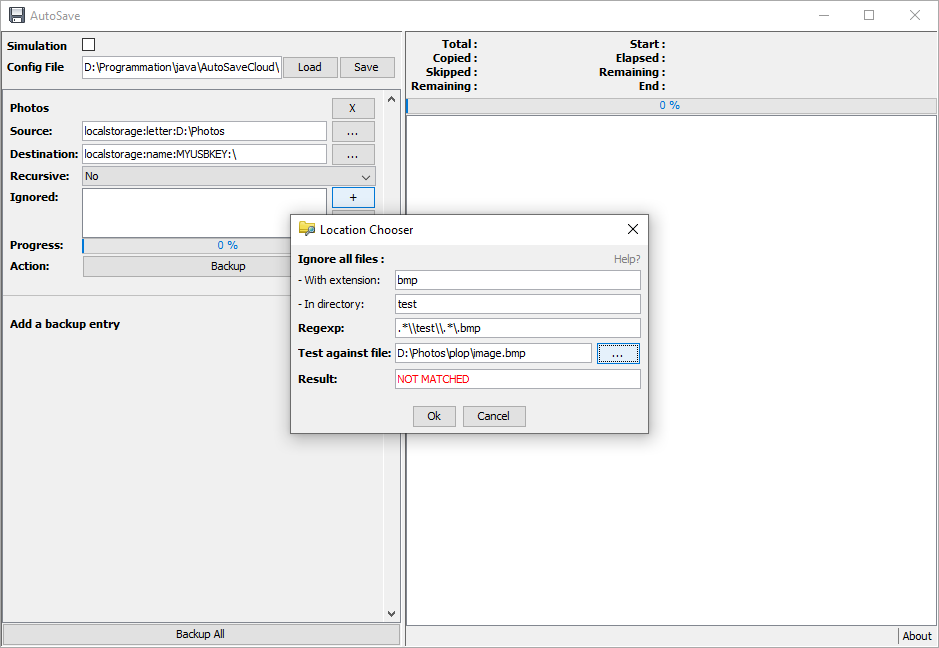 AutoSave
Simulation
Config File D:\Programmation\java\AutoSaveCloud\ Load Save
Photos X
Source: localstorage:letter:D:\Photos ...
Destination: localstorage:name:MYUSBKEY:\ ...
Recursive: No
Ignored: +
Progress: 0 %
Action: Backup
Add a backup entry
Backup All
Total : Start :
Copied : Elapsed :
Skipped : Remaining :
Remaining : End :
0 %
Location Chooser
Ignore all files : Help?
- With extension: bmp
- In directory: test
Regexp: .*\\test\\.*\.bmp
Test against file: D:\Photos\plop\image.bmp ...
Result: NOT MATCHED
Ok Cancel
About